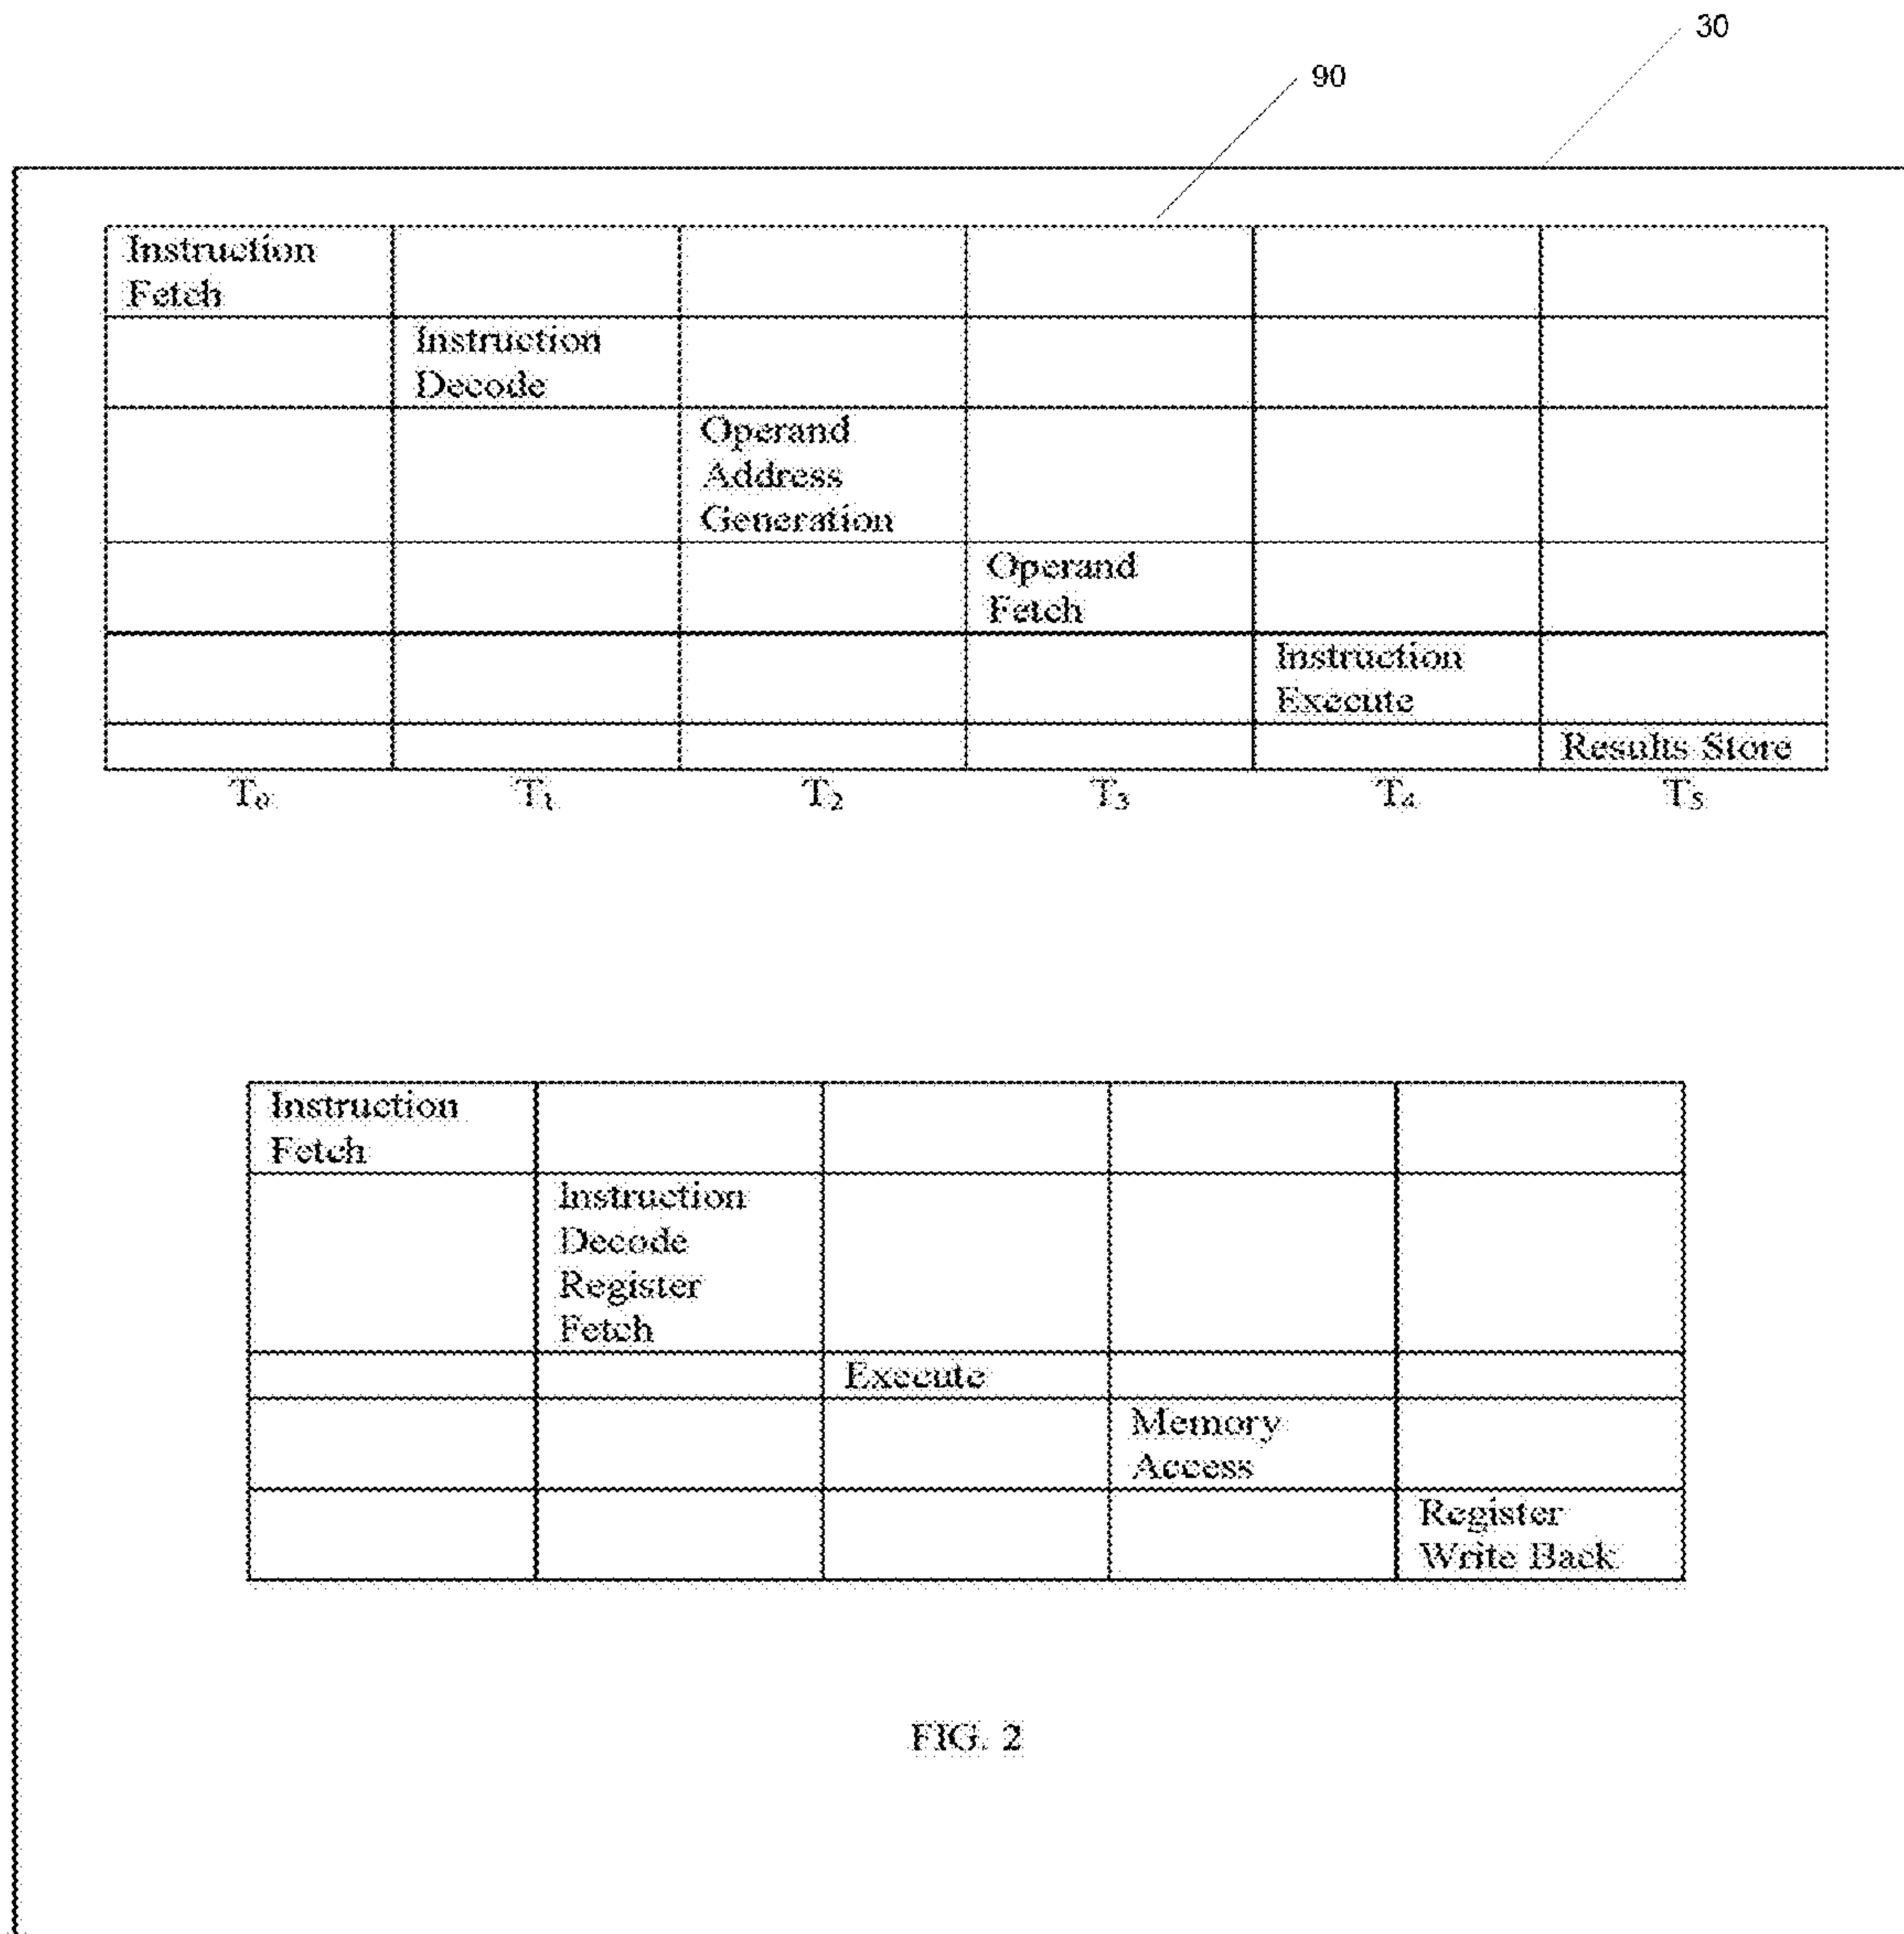 30
90
Instruction
Fetch
Instruction
Decode
Operand
Address
Generation
Operand
Fetch
Instruction
Execute
Results Store
T₀ T₁ T₂ T₃ T₄ T₅
Instruction
Fetch
Instruction
Decode
Register
Fetch
Execute
Memory
Access
Register
Write Back
FIG. 2